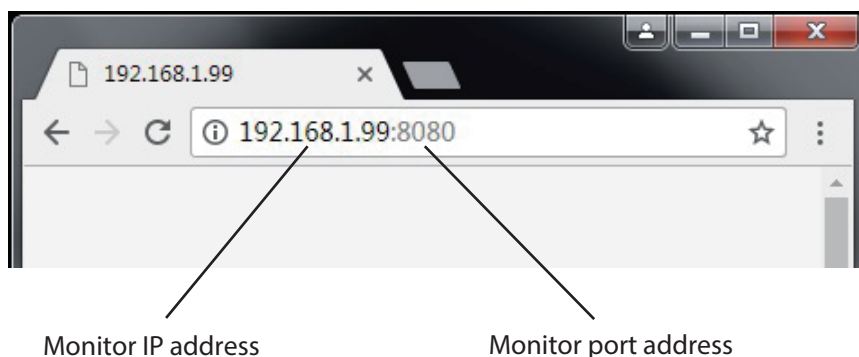 192.168.1.99
192.168.1.99:8080
Monitor IP address
Monitor port address